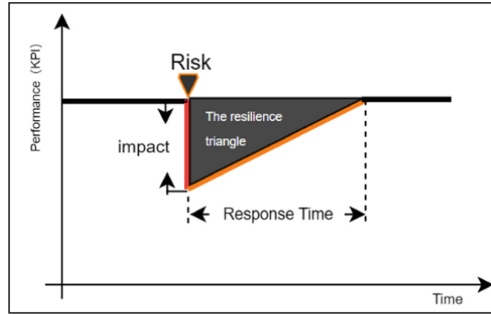 Performance (KPI)
Risk
The resilience
triangle
impact
Response Time
Time